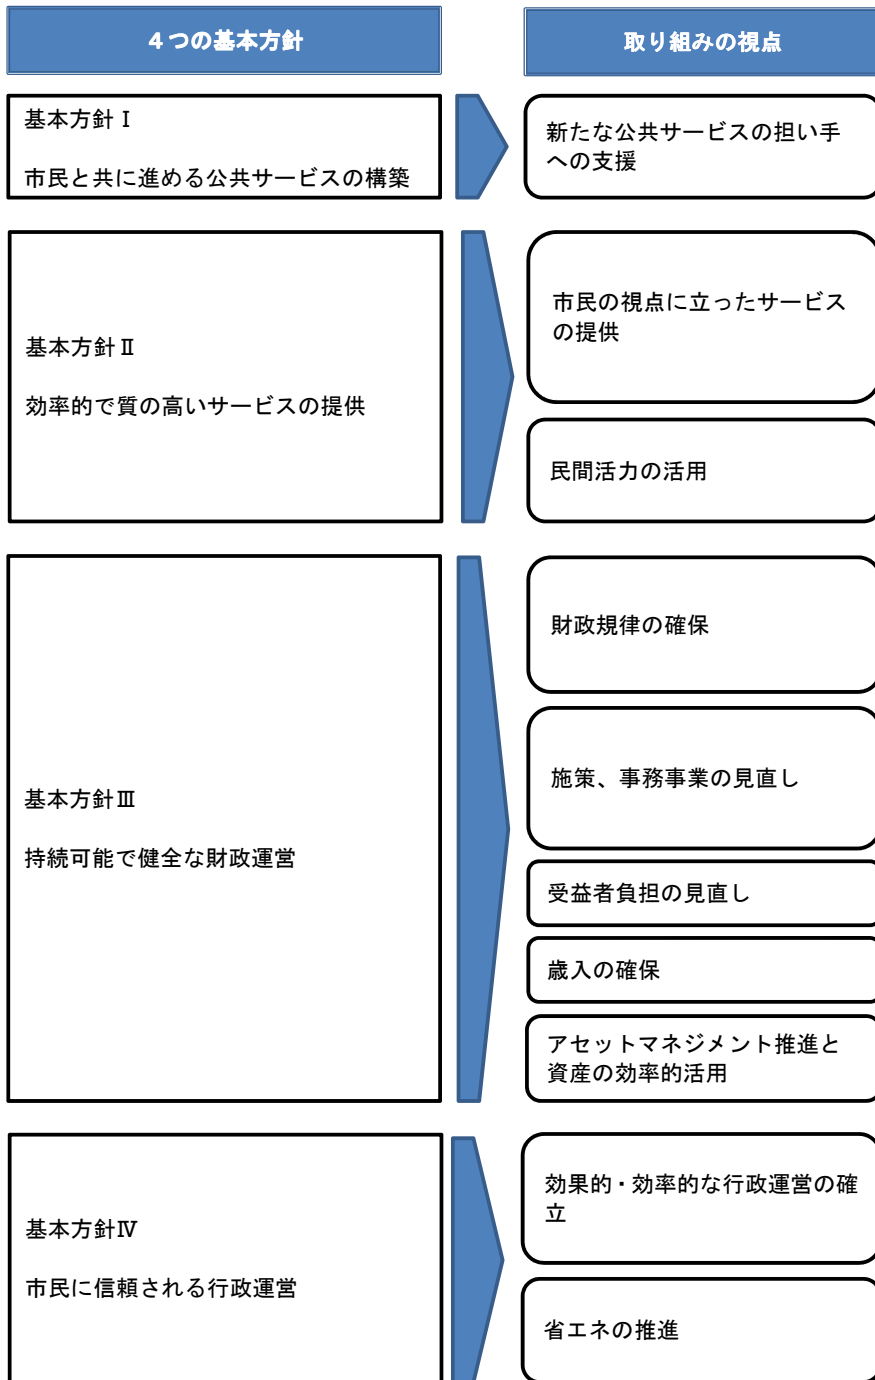 4つの基本方針
取り組みの視点
基本方針Ⅰ
市民と共に進める公共サービスの構築
新たな公共サービスの担い手
への支援
基本方針Ⅱ
効率的で質の高いサービスの提供
市民の視点に立ったサービス
の提供
民間活力の活用
基本方針Ⅲ
持続可能で健全な財政運営
財政規律の確保
施策、事務事業の見直し
受益者負担の見直し
歳入の確保
アセットマネジメント推進と
資産の効率的活用
基本方針Ⅳ
市民に信頼される行政運営
効果的・効率的な行政運営の確
立
省エネの推進